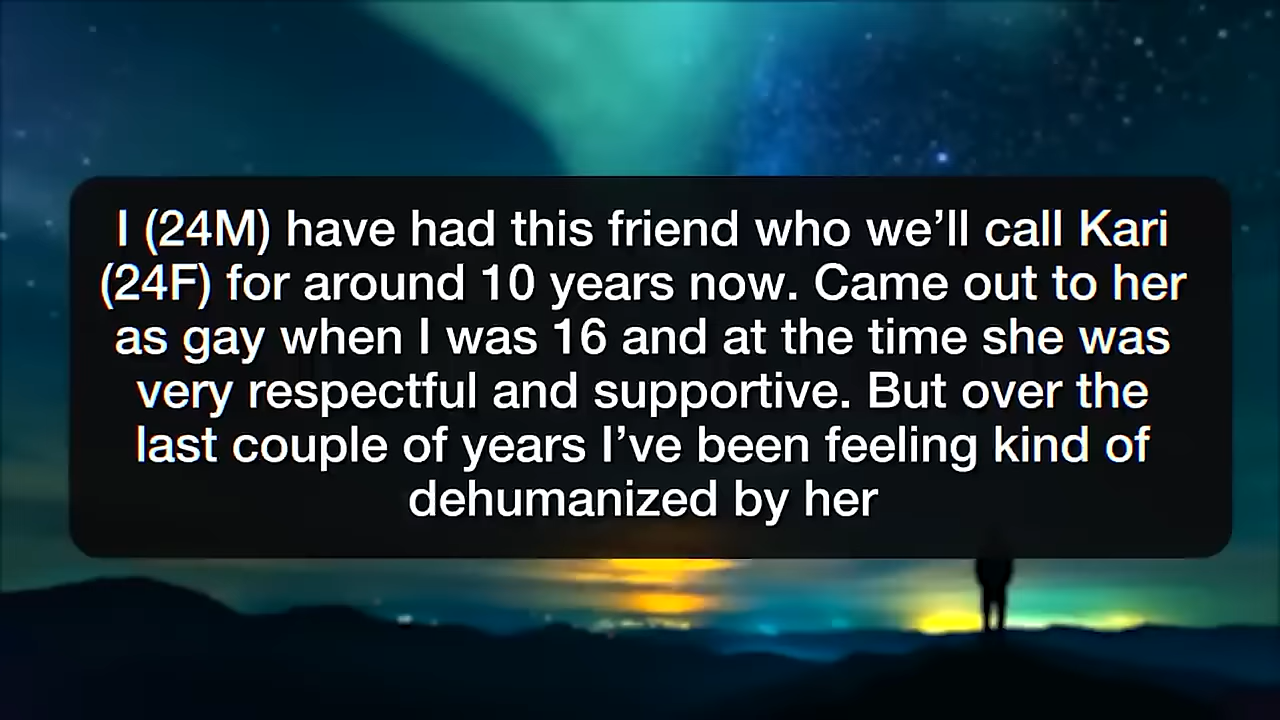 I (24M) have had this friend who we’ll call Kari
(24F) for around 10 years now. Came out to her
as gay when I was 16 and at the time she was
very respectful and supportive. But over the
last couple of years I’ve been feeling kind of
dehumanized by her